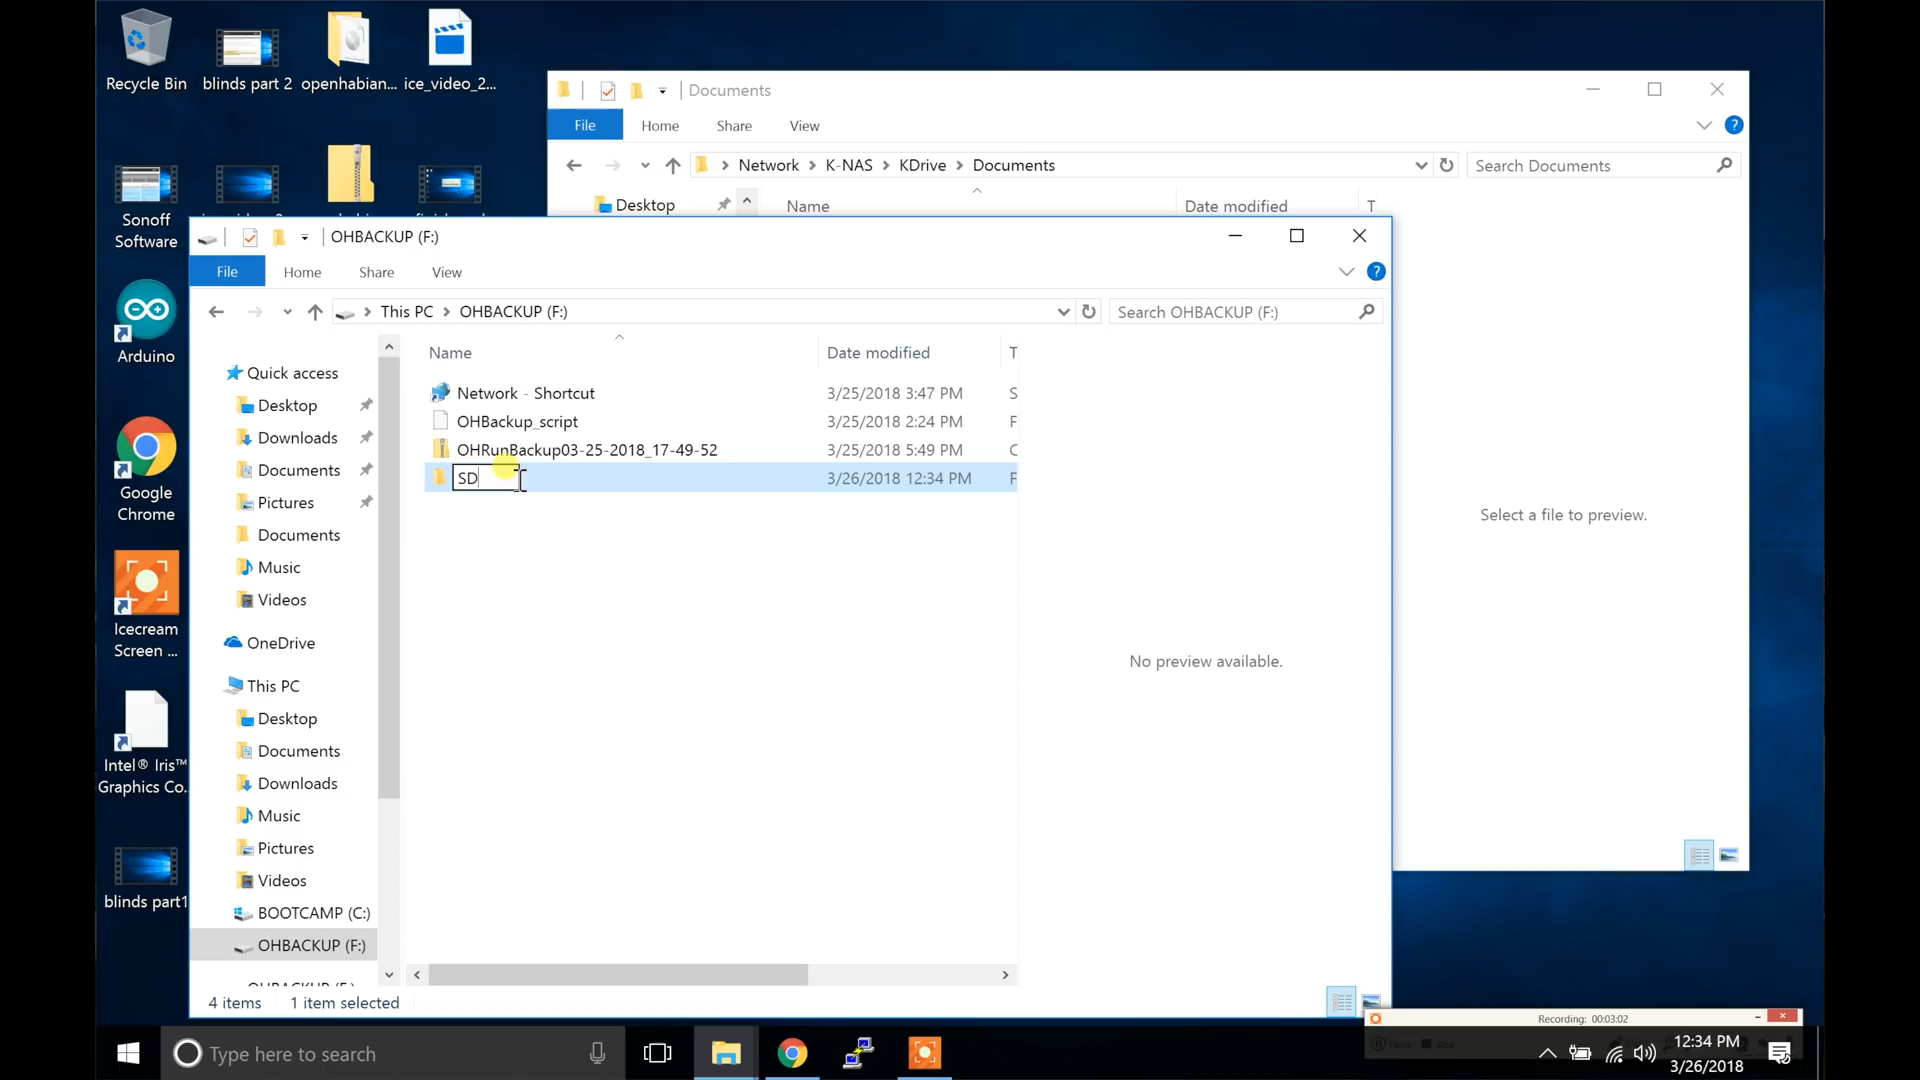 Recycle Bin
blinds part 2
openhabian...
ice_video_2...
Sonoff
Software
Arduino
Google
Chrome
Icecream
Screen ...
Intel® Iris™
Graphics Co...
blinds part1
Documents
File
Home
Share
View
Network
K-NAS
KDrive
Documents
Search Documents
Desktop
Name
Date modified
T
Select a file to preview.
OHBACKUP (F:)
File
Home
Share
View
This PC
OHBACKUP (F:)
Search OHBACKUP (F:)
Name
Date modified
T
Network - Shortcut
3/25/2018 3:47 PM
S
OHBackup_script
3/25/2018 2:24 PM
F
OHRunBackup03-25-2018_17-49-52
3/25/2018 5:49 PM
C
SD
3/26/2018 12:34 PM
F
Quick access
Desktop
Downloads
Documents
Pictures
Documents
Music
Videos
OneDrive
This PC
Desktop
Documents
Downloads
Music
Pictures
Videos
BOOTCAMP (C:)
OHBACKUP (F:)
No preview available.
4 items
1 item selected
Recording: 00:03:02
Pause
Stop
Type here to search
12:34 PM
3/26/2018